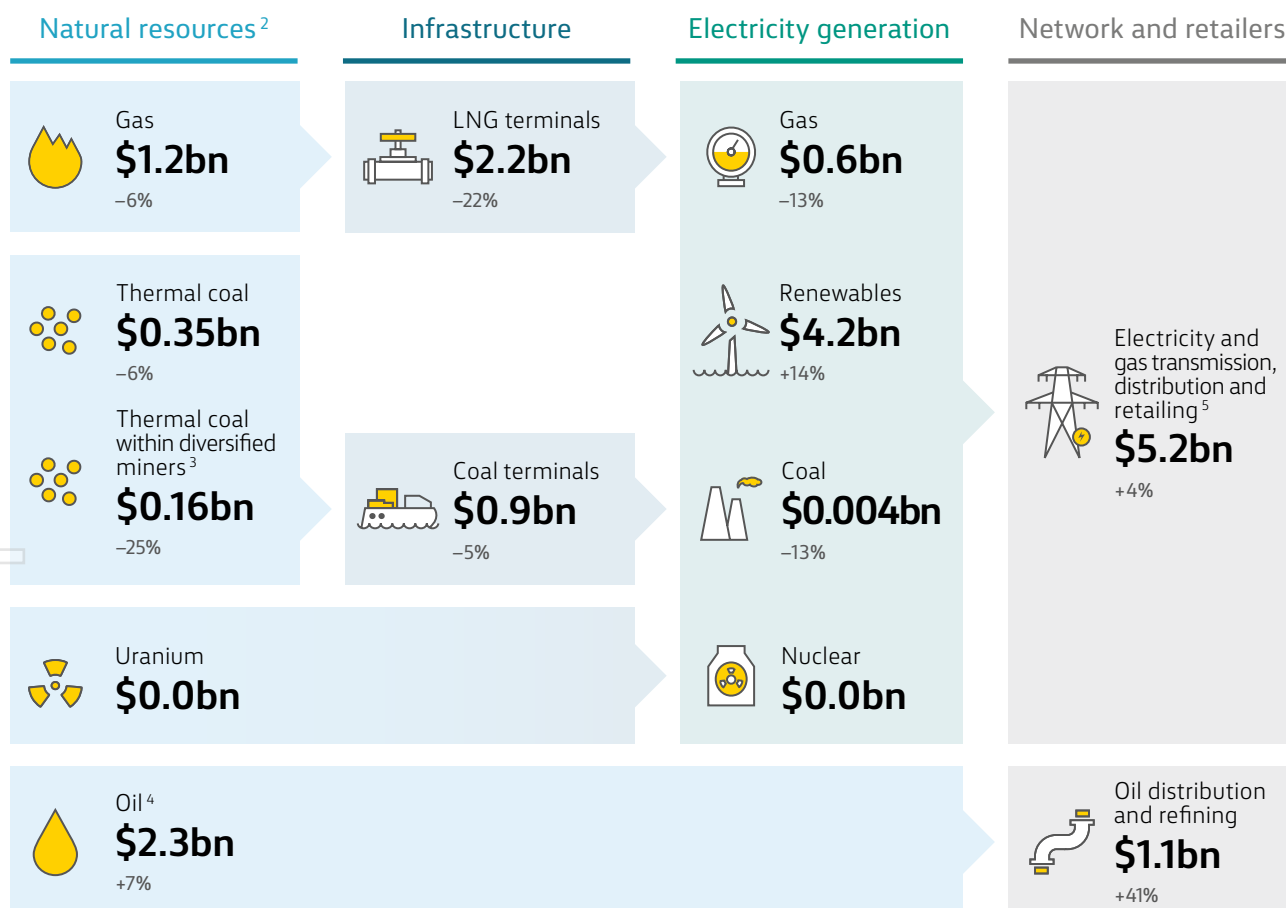 Natural resources 2
Infrastructure
Electricity generation
Network and retailers
Gas
$1.2bn
–6%
LNG terminals
$2.2bn
–22%
Gas
$0.6bn
–13%
Thermal coal
$0.35bn
–6%
Renewables
$4.2bn
+14%
Electricity and
gas transmission,
distribution and
retailing 5
$5.2bn
+4%
Thermal coal
within diversified
miners 3
$0.16bn
–25%
Coal terminals
$0.9bn
–5%
Coal
$0.004bn
–13%
Uranium
$0.0bn
Nuclear
$0.0bn
Oil 4
$2.3bn
+7%
Oil distribution
and refining
$1.1bn
+41%